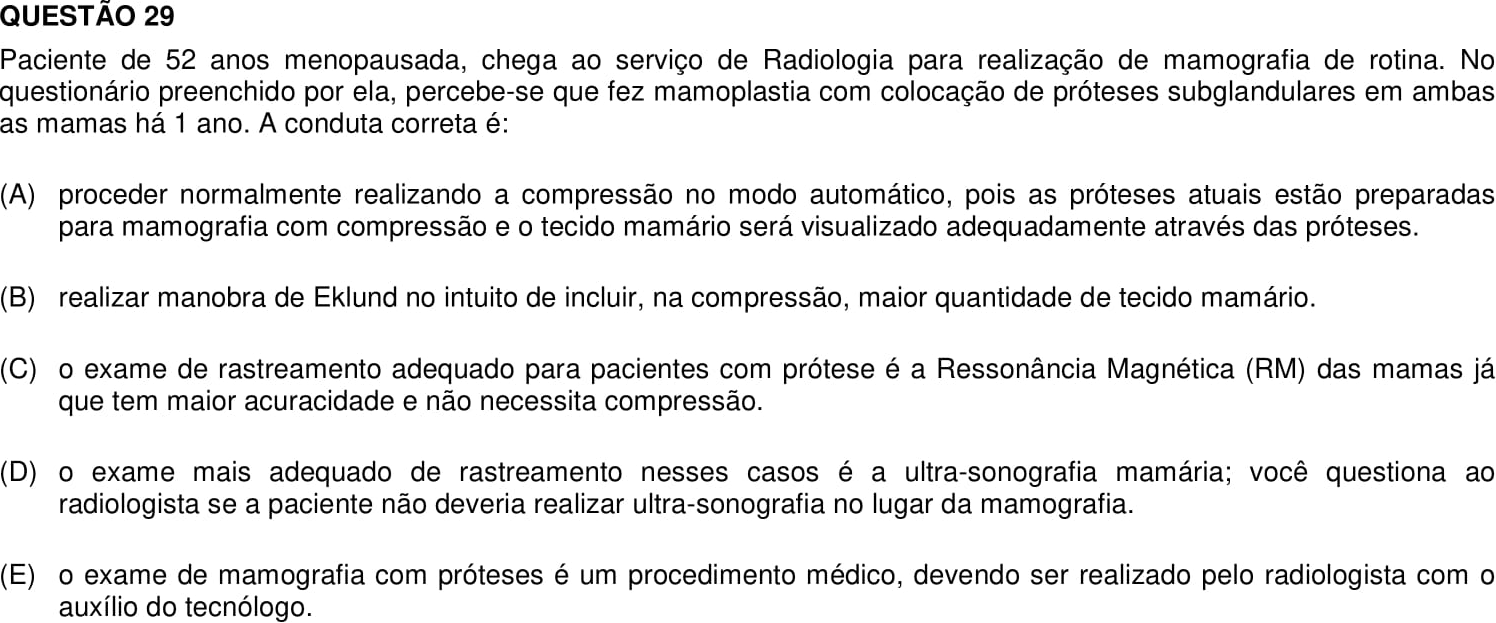 QUESTÃO 29
Paciente de 52 anos menopausada, chega ao serviço de Radiologia para realização de mamografia de rotina. No
questionário preenchido por ela, percebe-se que fez mamoplastia com colocação de próteses subglandulares em ambas
as mamas há 1 ano. A conduta correta é:
(A) proceder normalmente realizando a compressão no modo automático, pois as próteses atuais estão preparadas
para mamografia com compressão e o tecido mamário será visualizado adequadamente através das próteses.
(B) realizar manobra de Eklund no intuito de incluir, na compressão, maior quantidade de tecido mamário.
(C) o exame de rastreamento adequado para pacientes com prótese é a Ressonância Magnética (RM) das mamas já
que tem maior acuracidade e não necessita compressão.
(D) o exame mais adequado de rastreamento nesses casos é a ultra-sonografia mamária; você questiona ao
radiologista se a paciente não deveria realizar ultra-sonografia no lugar da mamografia.
(E) o exame de mamografia com próteses é um procedimento médico, devendo ser realizado pelo radiologista com o
auxílio do tecnólogo.